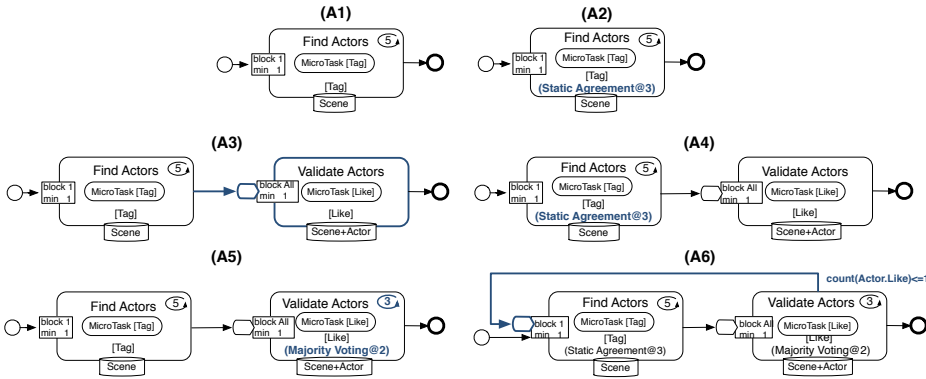 (A1)
Find Actors
5
block 1
min 1
MicroTask [Tag]
[Tag]
Scene
(A2)
Find Actors
5
block 1
min 1
MicroTask [Tag]
[Tag]
(Static Agreement@3)
Scene
(A3)
Find Actors
5
block 1
min 1
MicroTask [Tag]
[Tag]
Scene
Validate Actors
block All
min 1
MicroTask [Like]
[Like]
Scene+Actor
(A4)
Find Actors
5
block 1
min 1
MicroTask [Tag]
[Tag]
(Static Agreement@3)
Scene
Validate Actors
block All
min 1
MicroTask [Like]
[Like]
Scene+Actor
(A5)
Find Actors
5
block 1
min 1
MicroTask [Tag]
[Tag]
Scene
Validate Actors
3
block All
min 1
MicroTask [Like]
[Like]
(Majority Voting@2)
Scene+Actor
(A6)
count(Actor.Like)<=1
Find Actors
5
block 1
min 1
MicroTask [Tag]
[Tag]
(Static Agreement@3)
Scene
Validate Actors
3
block All
min 1
MicroTask [Like]
[Like]
(Majority Voting@2)
Scene+Actor